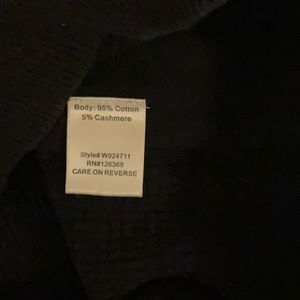 Body: 95% Cotton
5% Cashmere
Style# W924711
RN#126368
CARE ON REVERSE